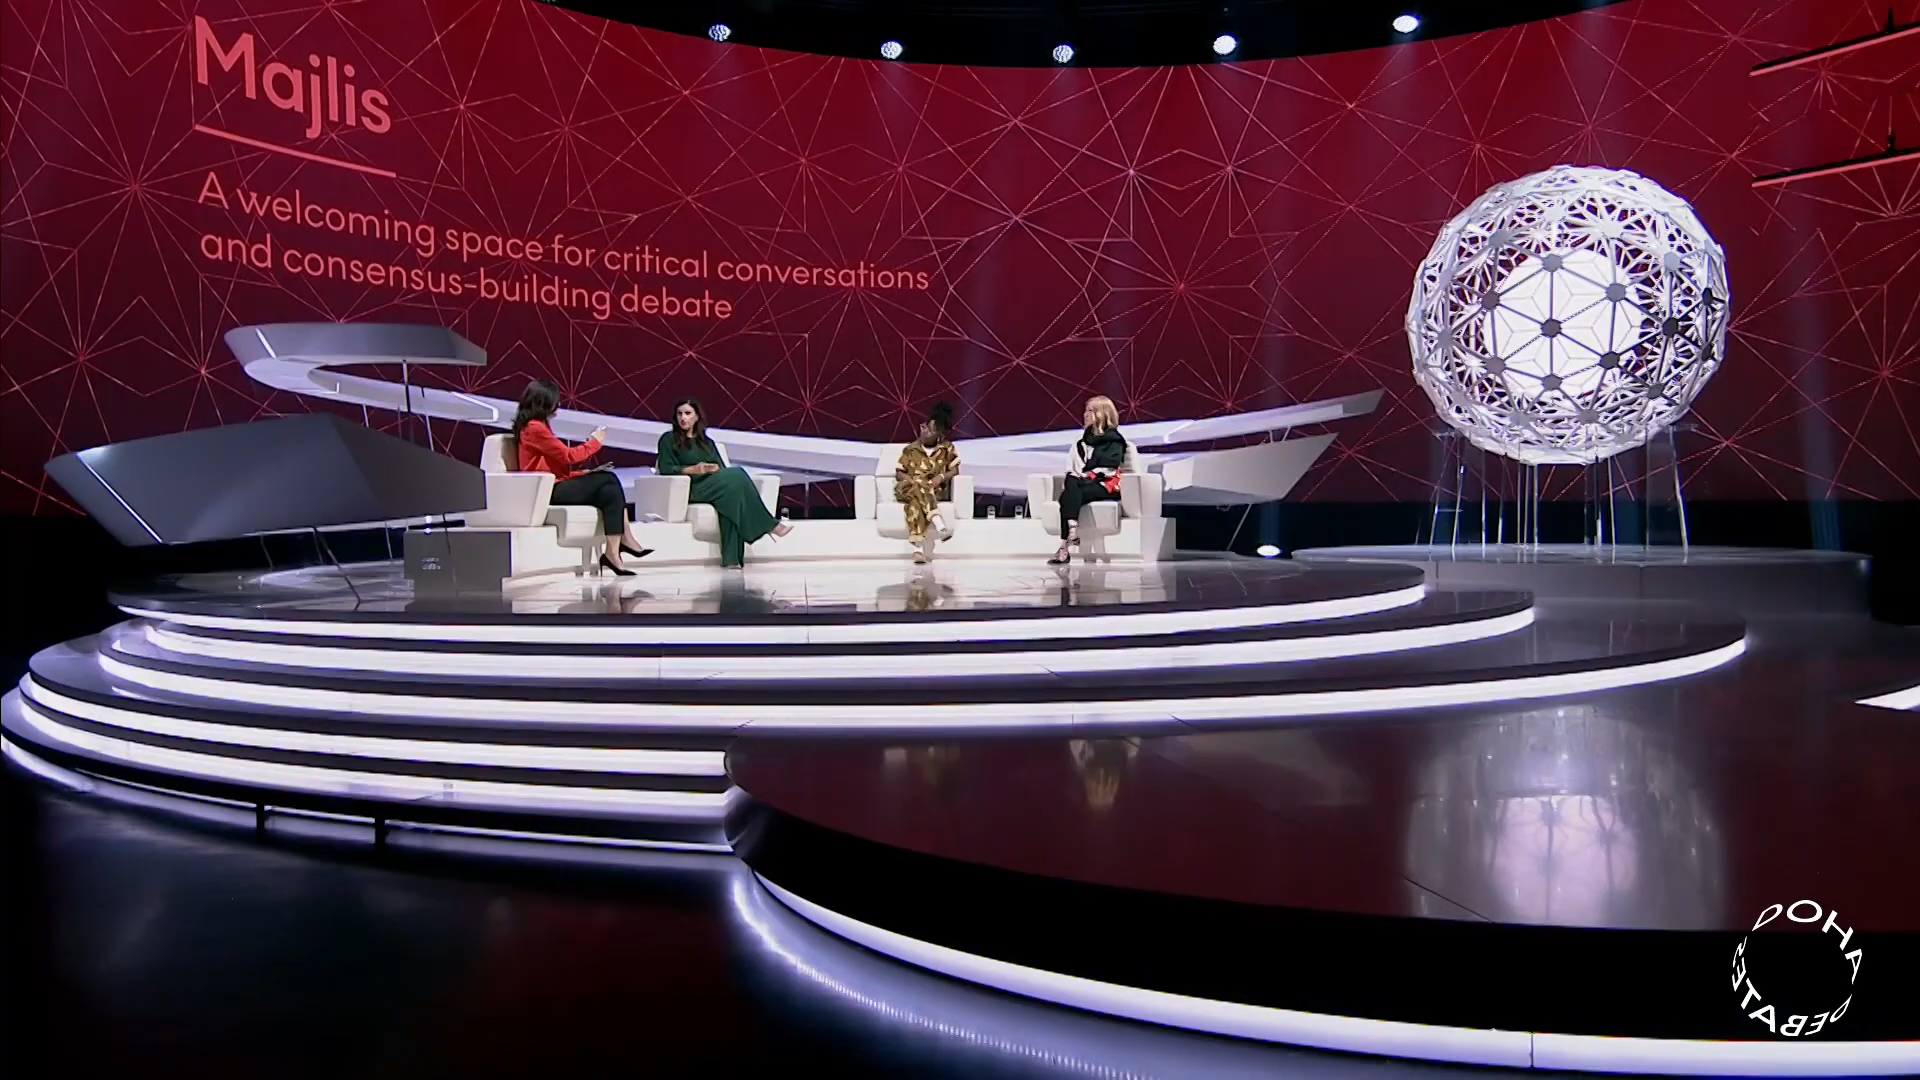 Majlis
A welcoming space for critical conversations
and consensus-building debate
DOHA DEBATES